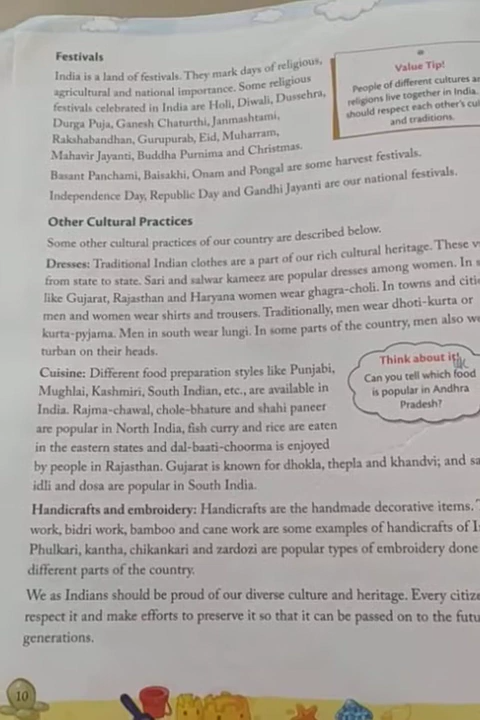 Festivals
India is a land of festivals. They mark days of religious,
agricultural and national importance. Some religious
festivals celebrated in India are Holi, Diwali, Dussehra,
Durga Puja, Ganesh Chaturthi, Janmashtami,
Rakshabandhan, Gurupurab, Eid, Muharram,
Mahavir Jayanti, Buddha Purnima and Christmas.
Basant Panchami, Baisakhi, Onam and Pongal are some harvest festivals.
Independence Day, Republic Day and Gandhi Jayanti are our national festivals.
Value Tip!
People of different cultures
religions live together in India.
should respect each other's
and traditions.
Other Cultural Practices
Some other cultural practices of our country are described below.
Dresses: Traditional Indian clothes are a part of our rich cultural heritage. These
from state to state. Sari and salwar kameez are popular dresses among women. In
like Gujarat, Rajasthan and Haryana women wear ghagra-choli. In towns and
men and women wear shirts and trousers. Traditionally, men wear dhoti-kurta or
kurta-pyjama. Men in south wear lungi. In some parts of the country, men also
turban on their heads.
Cuisine: Different food preparation styles like Punjabi,
Mughlai, Kashmiri, South Indian, etc., are available in
India. Rajma-chawal, chole-bhature and shahi paneer
are popular in North India, fish curry and rice are eaten
in the eastern states and dal-baati-choorma is enjoyed
by people in Rajasthan. Gujarat is known for dhokla, thepla and khandvi; and
idli and dosa are popular in South India.
Think about it!
Can you tell which food
is popular in Andhra
Pradesh?
Handicrafts and embroidery: Handicrafts are the handmade decorative items.
work, bidri work, bamboo and cane work are some examples of handicrafts of
Phulkari, kantha, chikankari and zardozi are popular types of embroidery done
different parts of the country.
We as Indians should be proud of our diverse culture and heritage. Every
respect it and make efforts to preserve it so that it can be passed on to the
generations.
10